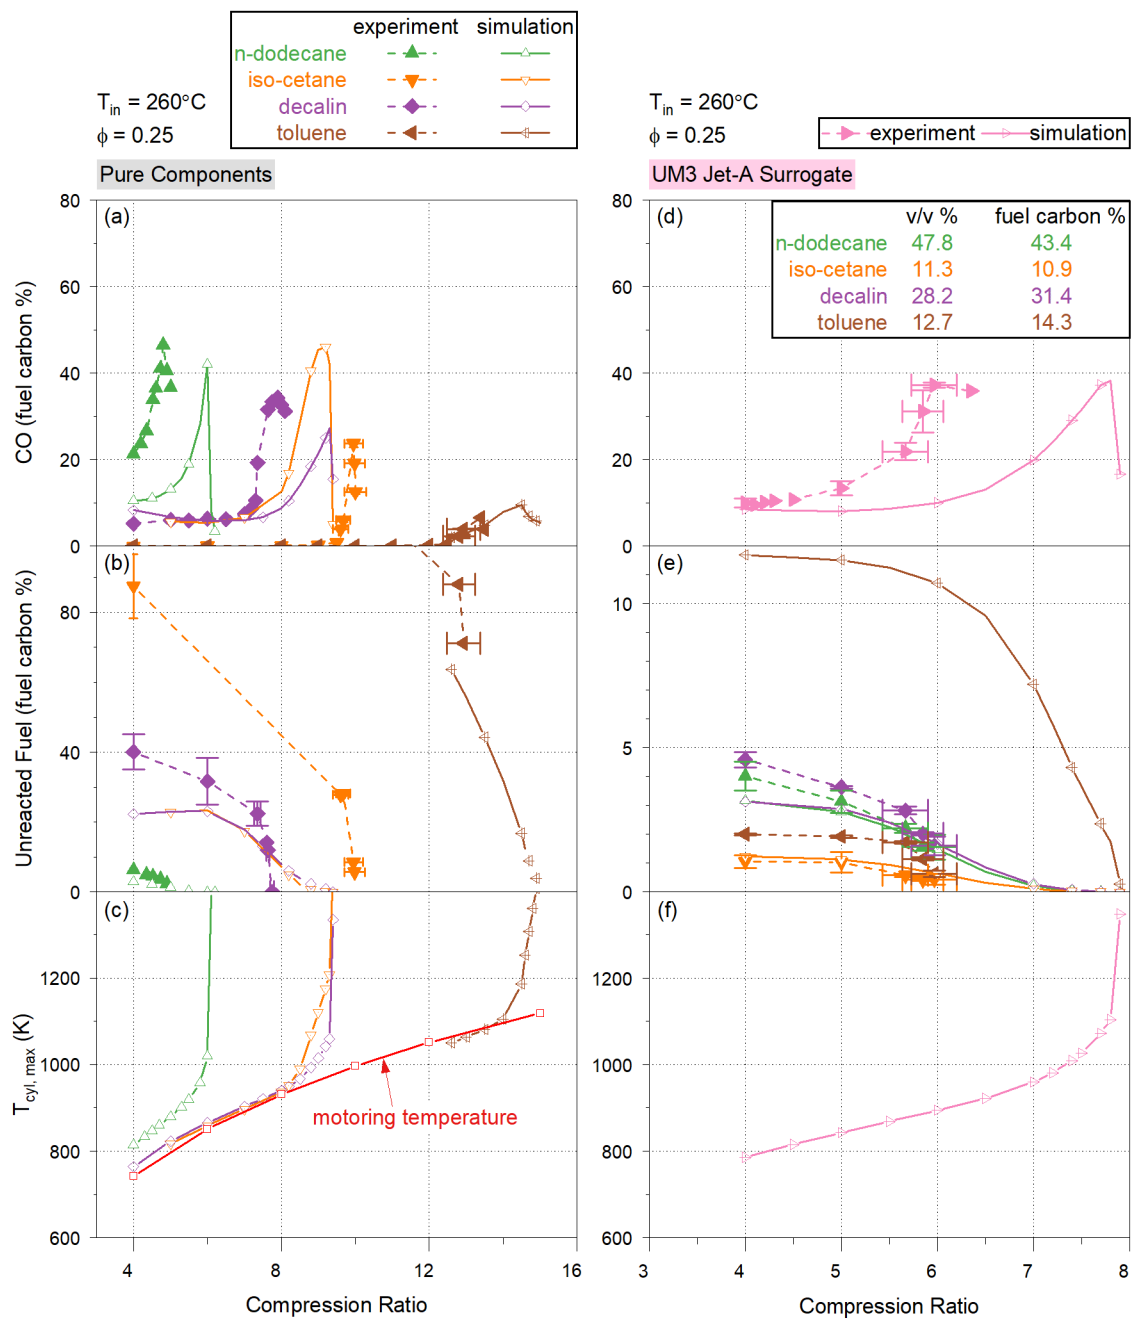 experiment simulation
n-dodecane
iso-cetane
decalin
toluene
T_in = 260°C
ϕ = 0.25
Pure Components
T_in = 260°C
ϕ = 0.25
experiment simulation
UM3 Jet-A Surrogate
(a)
80
60
40
20
0
CO (fuel carbon %)
(d)
v/v % fuel carbon %
n-dodecane 47.8 43.4
iso-cetane 11.3 10.9
decalin 28.2 31.4
toluene 12.7 14.3
80
60
40
20
0
(b)
80
40
0
Unreacted Fuel (fuel carbon %)
(e)
10
5
0
(c)
1200
1000
800
600
T_cyl, max (K)
motoring temperature
4 8 10 12 14 16
Compression Ratio
(f)
1200
1000
800
600
3 4 5 6 7 8
Compression Ratio